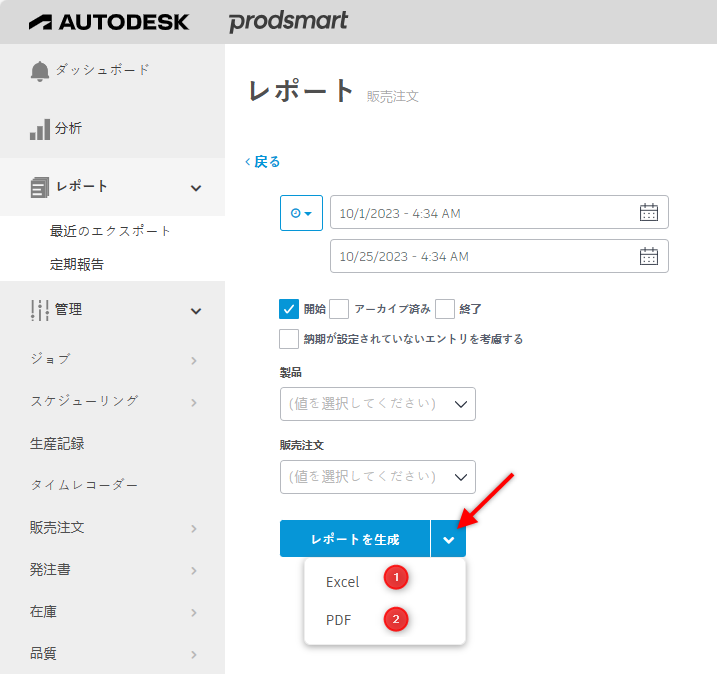 AUTODESK prodsmart
ダッシュボード
分析
レポート
最近のエクスポート
定期報告
管理
ジョブ
スケジューリング
生産記録
タイムレコーダー
販売注文
発注書
在庫
品質
レポート 販売注文
戻る
10/1/2023 - 4:34 AM
10/25/2023 - 4:34 AM
開始 アーカイブ済み 終了
納期が設定されていないエントリを考慮する
製品
(値を選択してください)
販売注文
(値を選択してください)
レポートを生成
Excel 1
PDF 2